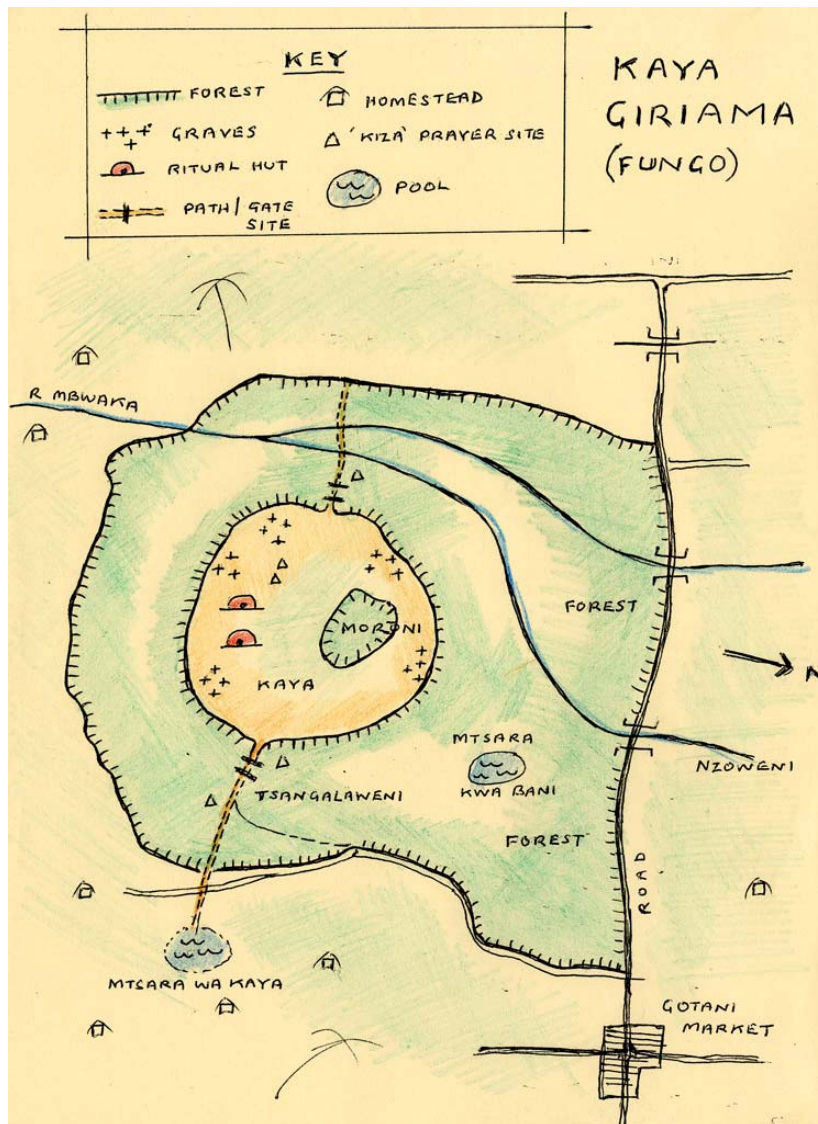 KEY
FOREST
GRAVES
RITUAL HUT
PATH/GATE
SITE
HOMESTEAD
'KIZA' PRAYER SITE
POOL
KAYA
GIRIAMA
(FUNGO)
R MBWAKA
FOREST
MORONI
KAYA
N
MTSARA
KWA BANI
NZOWENI
TSANGALAWENI
FOREST
ROAD
MTSARA WA KAYA
GOTANI
MARKET